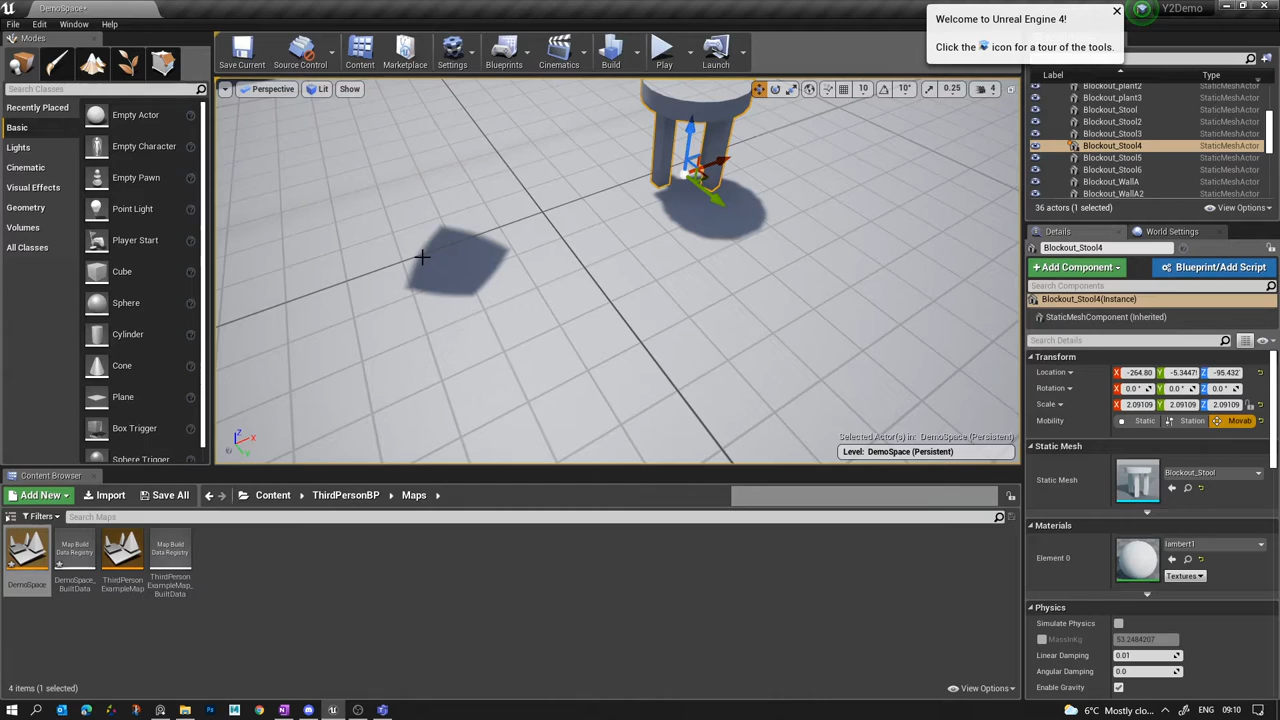 DemoSpace*
Y2Demo
File Edit Window Help
Welcome to Unreal Engine 4!
Click the icon for a tour of the tools.
Modes
Save Current
Source Control
Content
Marketplace
Settings
Blueprints
Cinematics
Build
Play
Launch
Search Classes
Recently Placed
Basic
Lights
Cinematic
Visual Effects
Geometry
Volumes
All Classes
Empty Actor
Empty Character
Empty Pawn
Point Light
Player Start
Cube
Sphere
Cylinder
Cone
Plane
Box Trigger
Sphere Trigger
Perspective Lit Show
10 10° 0.25 4
Z X Y
Selected Actor(s) in: DemoSpace (Persistent)
Level: DemoSpace (Persistent)
Label Type
Blockout_plant2 StaticMeshActor
Blockout_plant3 StaticMeshActor
Blockout_Stool StaticMeshActor
Blockout_Stool2 StaticMeshActor
Blockout_Stool3 StaticMeshActor
Blockout_Stool4 StaticMeshActor
Blockout_Stool5 StaticMeshActor
Blockout_Stool6 StaticMeshActor
Blockout_WallA StaticMeshActor
Blockout_WallA2 StaticMeshActor
36 actors (1 selected) View Options
Details World Settings
Blockout_Stool4
+Add Component Blueprint/Add Script
Search Components
Blockout_Stool4(Instance)
StaticMeshComponent (Inherited)
Search Details
Transform
Location X -264.80 Y -5.3447 Z -95.432
Rotation X 0.0 ° Y 0.0 ° Z 0.0 °
Scale X 2.09109 Y 2.09109 Z 2.09109
Mobility Static Station Movab
Static Mesh
Static Mesh Blockout_Stool
Materials
Element 0 lambert1
Textures
Physics
Simulate Physics
MassInKg 53.2484207
Linear Damping 0.01
Angular Damping 0.0
Enable Gravity
Content Browser
Add New Import Save All Content ThirdPersonBP Maps
Filters Search Maps
DemoSpace
Map Build Data Registry
DemoSpace_BuiltData
ThirdPerson ExampleMap
Map Build Data Registry
ThirdPerson ExampleMap_BuiltData
4 items (1 selected) View Options
6°C Mostly clo... ENG 09:10